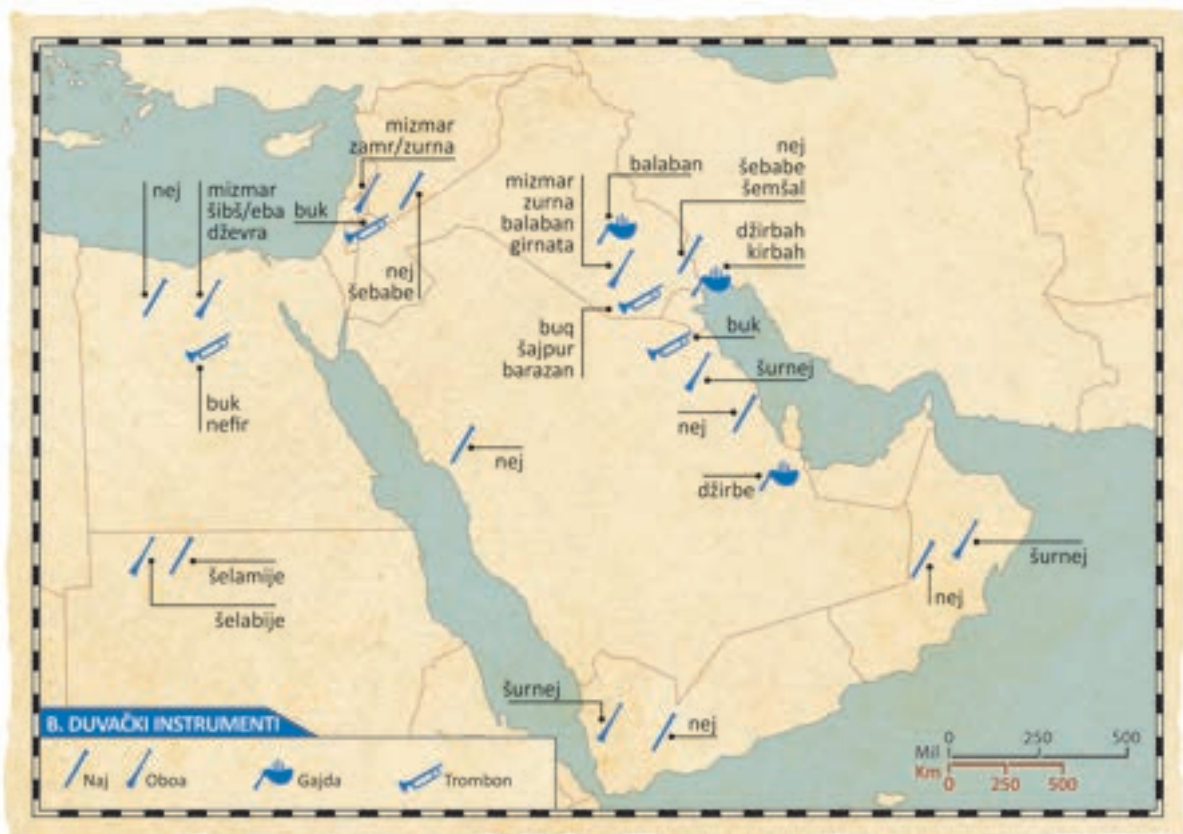 mizmar
zamr/zurna
nej
mizmar
šibš/eba
dževra
buk
nej
šebabe
mizmar
zurna
balaban
girnata
balaban
nej
šebabe
šemšal
džirbah
kirbah
buq
šajpur
barazan
buk
šurnej
nej
džirbe
buk
nefir
nej
šelamije
šelabije
šurnej
nej
šurnej
nej
B. DUVAČKI INSTRUMENTI
Naj Oboa Gajda Trombon
Mil 0 250 500
Km 0 250 500